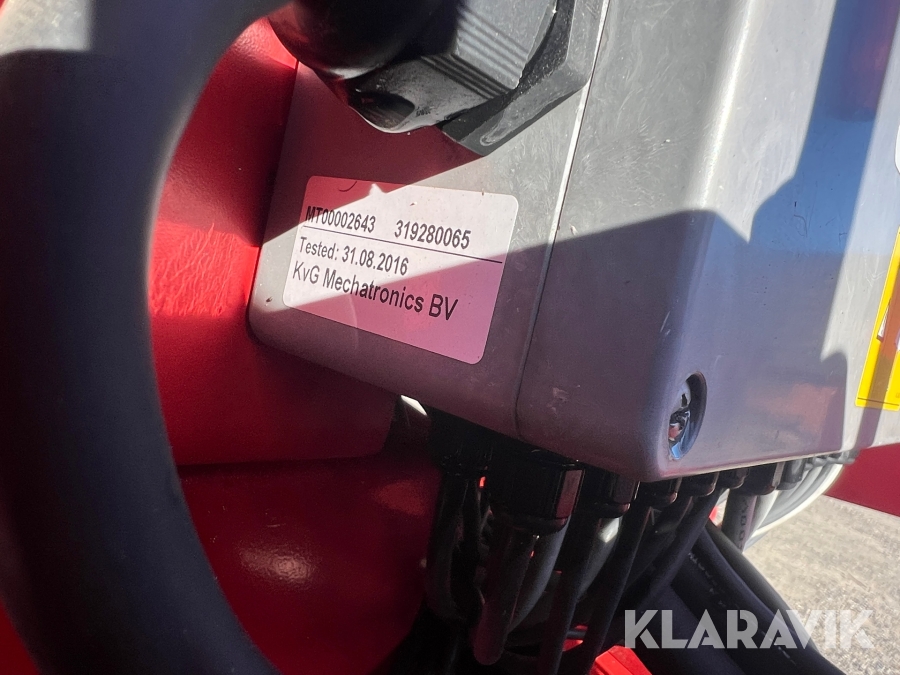 MT00002643 319280065
Tested: 31.08.2016
KvG Mechatronics BV
KLARAVIK